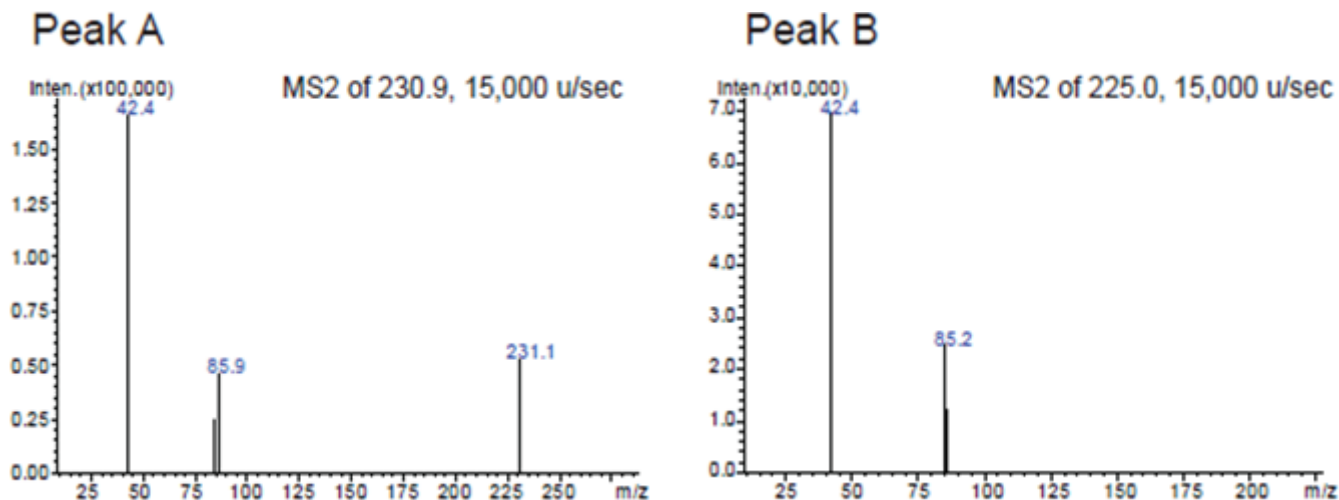 Peak A
Inten.(x100,000)
MS2 of 230.9, 15,000 u/sec
42.4
1.50
1.25
1.00
0.75
0.50
0.25
0.00
85.9
231.1
25 50 75 100 125 150 175 200 225 250 m/z
Peak B
Inten.(x10,000)
MS2 of 225.0, 15,000 u/sec
7.0
42.4
6.0
5.0
4.0
3.0
2.0
1.0
0.0
85.2
25 50 75 100 125 150 175 200 m/z